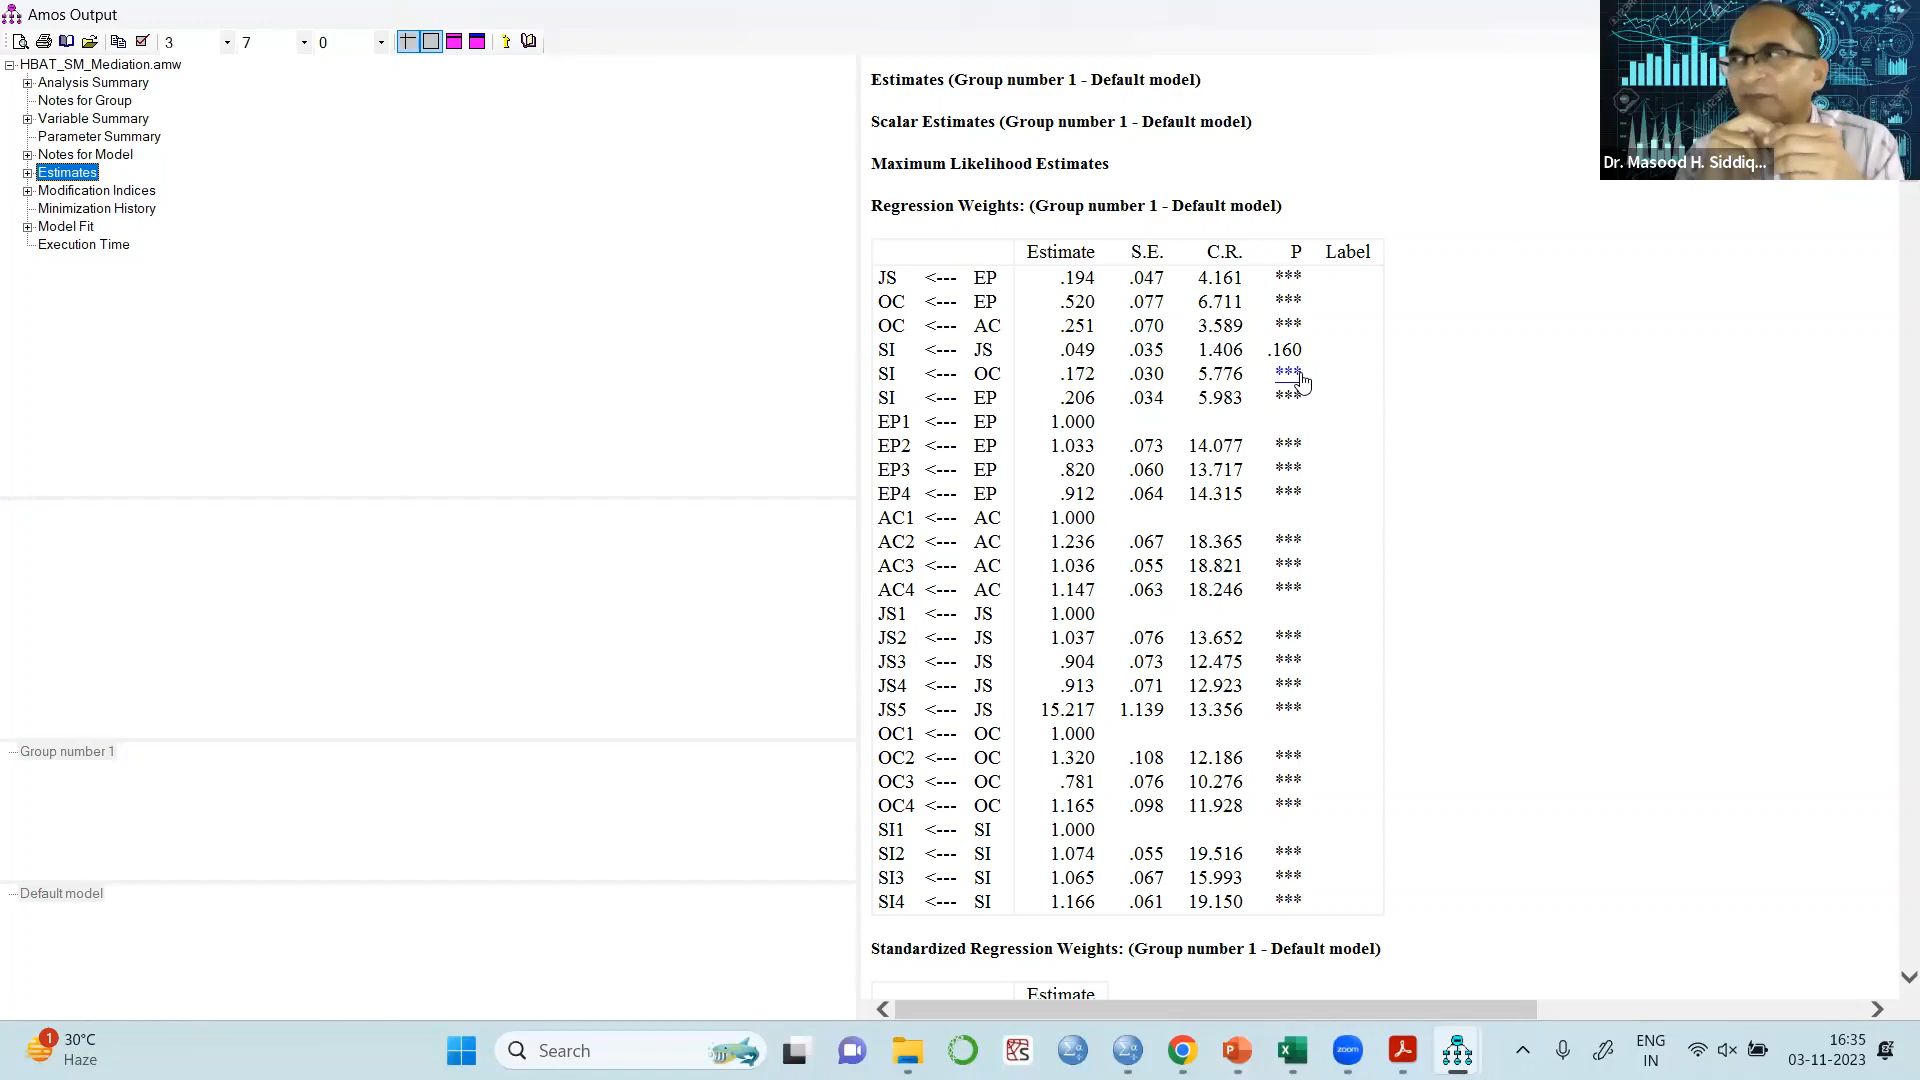 Amos Output
3 7 0
HBAT_SM_Mediation.amw
Analysis Summary
Notes for Group
Variable Summary
Parameter Summary
Notes for Model
Estimates
Modification Indices
Minimization History
Model Fit
Execution Time
Group number 1
Default model
Dr. Masood H. Siddiq...
Estimates (Group number 1 - Default model)
Scalar Estimates (Group number 1 - Default model)
Maximum Likelihood Estimates
Regression Weights: (Group number 1 - Default model)
Estimate S.E. C.R. P Label
JS <--- EP .194 .047 4.161 ***
OC <--- EP .520 .077 6.711 ***
OC <--- AC .251 .070 3.589 ***
SI <--- JS .049 .035 1.406 .160
SI <--- OC .172 .030 5.776 ***
SI <--- EP .206 .034 5.983 ***
EP1 <--- EP 1.000
EP2 <--- EP 1.033 .073 14.077 ***
EP3 <--- EP .820 .060 13.717 ***
EP4 <--- EP .912 .064 14.315 ***
AC1 <--- AC 1.000
AC2 <--- AC 1.236 .067 18.365 ***
AC3 <--- AC 1.036 .055 18.821 ***
AC4 <--- AC 1.147 .063 18.246 ***
JS1 <--- JS 1.000
JS2 <--- JS 1.037 .076 13.652 ***
JS3 <--- JS .904 .073 12.475 ***
JS4 <--- JS .913 .071 12.923 ***
JS5 <--- JS 15.217 1.139 13.356 ***
OC1 <--- OC 1.000
OC2 <--- OC 1.320 .108 12.186 ***
OC3 <--- OC .781 .076 10.276 ***
OC4 <--- OC 1.165 .098 11.928 ***
SI1 <--- SI 1.000
SI2 <--- SI 1.074 .055 19.516 ***
SI3 <--- SI 1.065 .067 15.993 ***
SI4 <--- SI 1.166 .061 19.150 ***
Standardized Regression Weights: (Group number 1 - Default model)
Estimate
1
30°C
Haze
Search
zoom
ENG
IN
16:35
03-11-2023